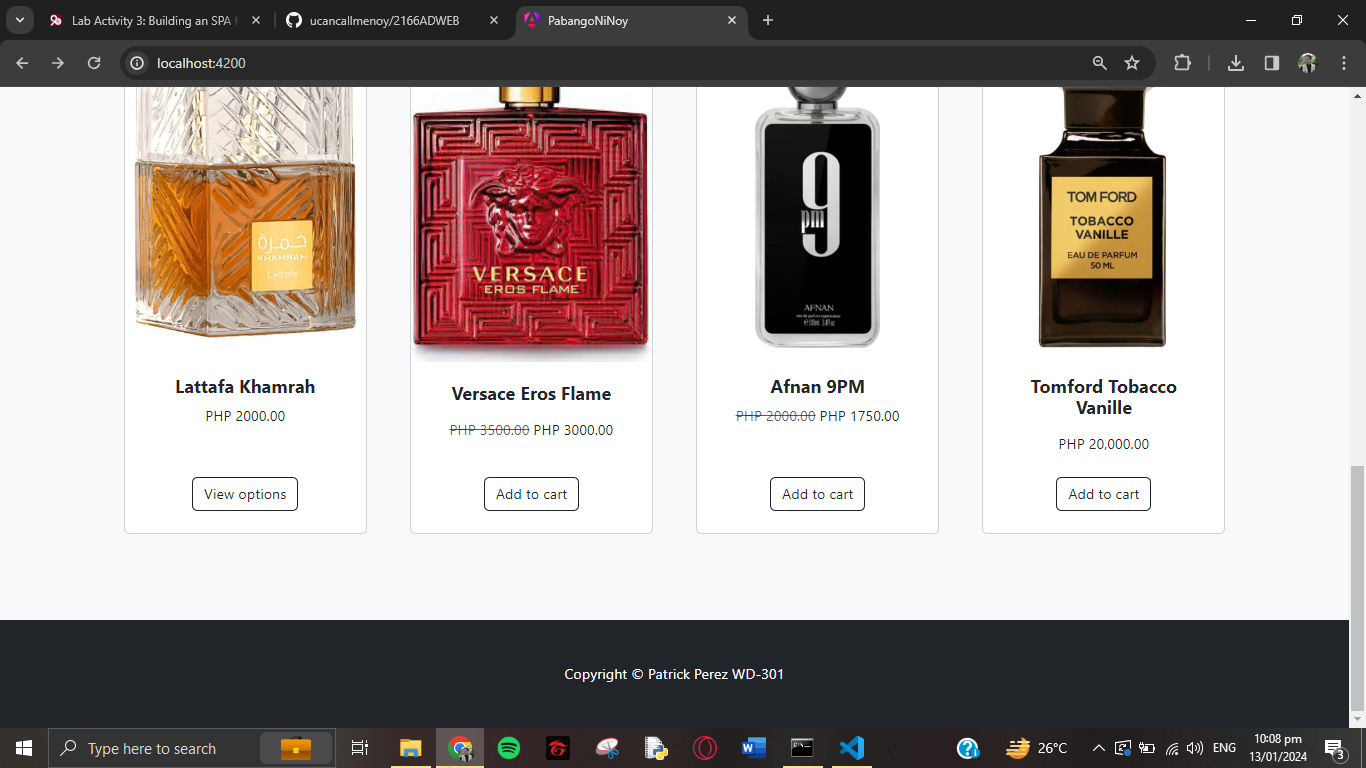 Lab Activity 3: Building an SPA f
ucancallmenoy/2166ADWEB
PabangoNiNoy
localhost:4200
خمرة
KHAMRAH
Lattafa
VERSACE
EROS FLAME
9
pm
AFNAN
TOM FORD
TOBACCO
VANILLE
EAU DE PARFUM
50 ML
Lattafa Khamrah
PHP 2000.00
View options
Versace Eros Flame
PHP 3500.00 PHP 3000.00
Add to cart
Afnan 9PM
PHP 2000.00 PHP 1750.00
Add to cart
Tomford Tobacco
Vanille
PHP 20,000.00
Add to cart
Copyright © Patrick Perez WD-301
Type here to search
26°C
ENG
10:08 pm
13/01/2024
3